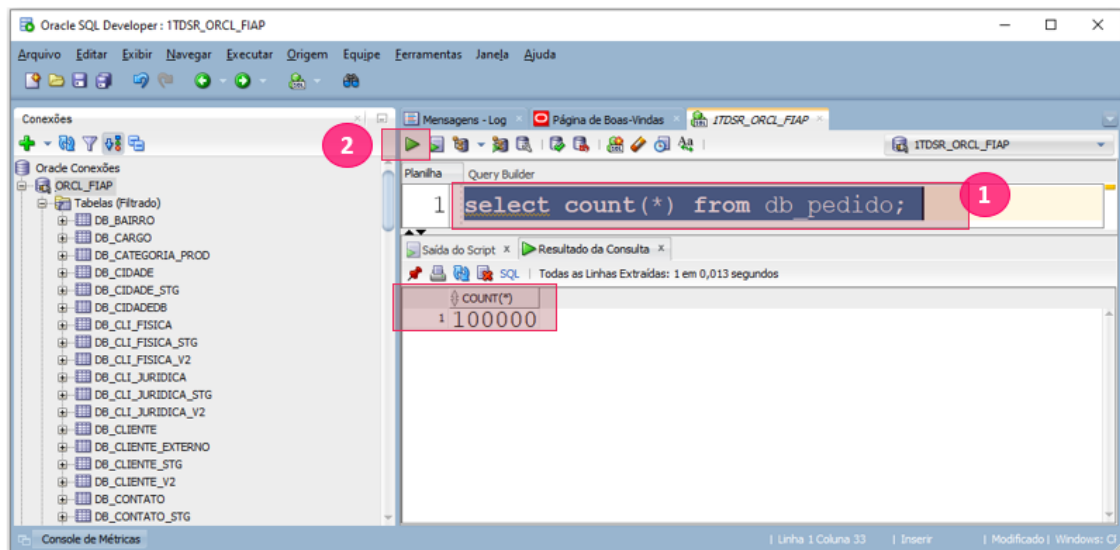 Oracle SQL Developer : 1TDSR_ORCL_FIAP
Arquivo Editar Exibir Navegar Executar Origem Equipe Ferramentas Janela Ajuda
Conexões
Oracle Conexões
ORCL_FIAP
Tabelas (Filtrado)
DB_BAIRRO
DB_CARGO
DB_CATEGORIA_PROD
DB_CIDADE
DB_CIDADE_STG
DB_CIDADEDB
DB_CLI_FISICA
DB_CLI_FISICA_STG
DB_CLI_FISICA_V2
DB_CLI_JURIDICA
DB_CLI_JURIDICA_STG
DB_CLI_JURIDICA_V2
DB_CLIENTE
DB_CLIENTE_EXTERNO
DB_CLIENTE_STG
DB_CLIENTE_V2
DB_CONTATO
DB_CONTATO_STG
Mensagens - Log Página de Boas-Vindas 1TDSR_ORCL_FIAP
2
1TDSR_ORCL_FIAP
Planilha Query Builder
1 select count(*) from db_pedido;
1
Saída do Script Resultado da Consulta
SQL | Todas as Linhas Extraídas: 1 em 0,013 segundos
COUNT(*)
1 100000
Console de Métricas | Linha 1 Coluna 33 | Inserir | Modificado | Windows: